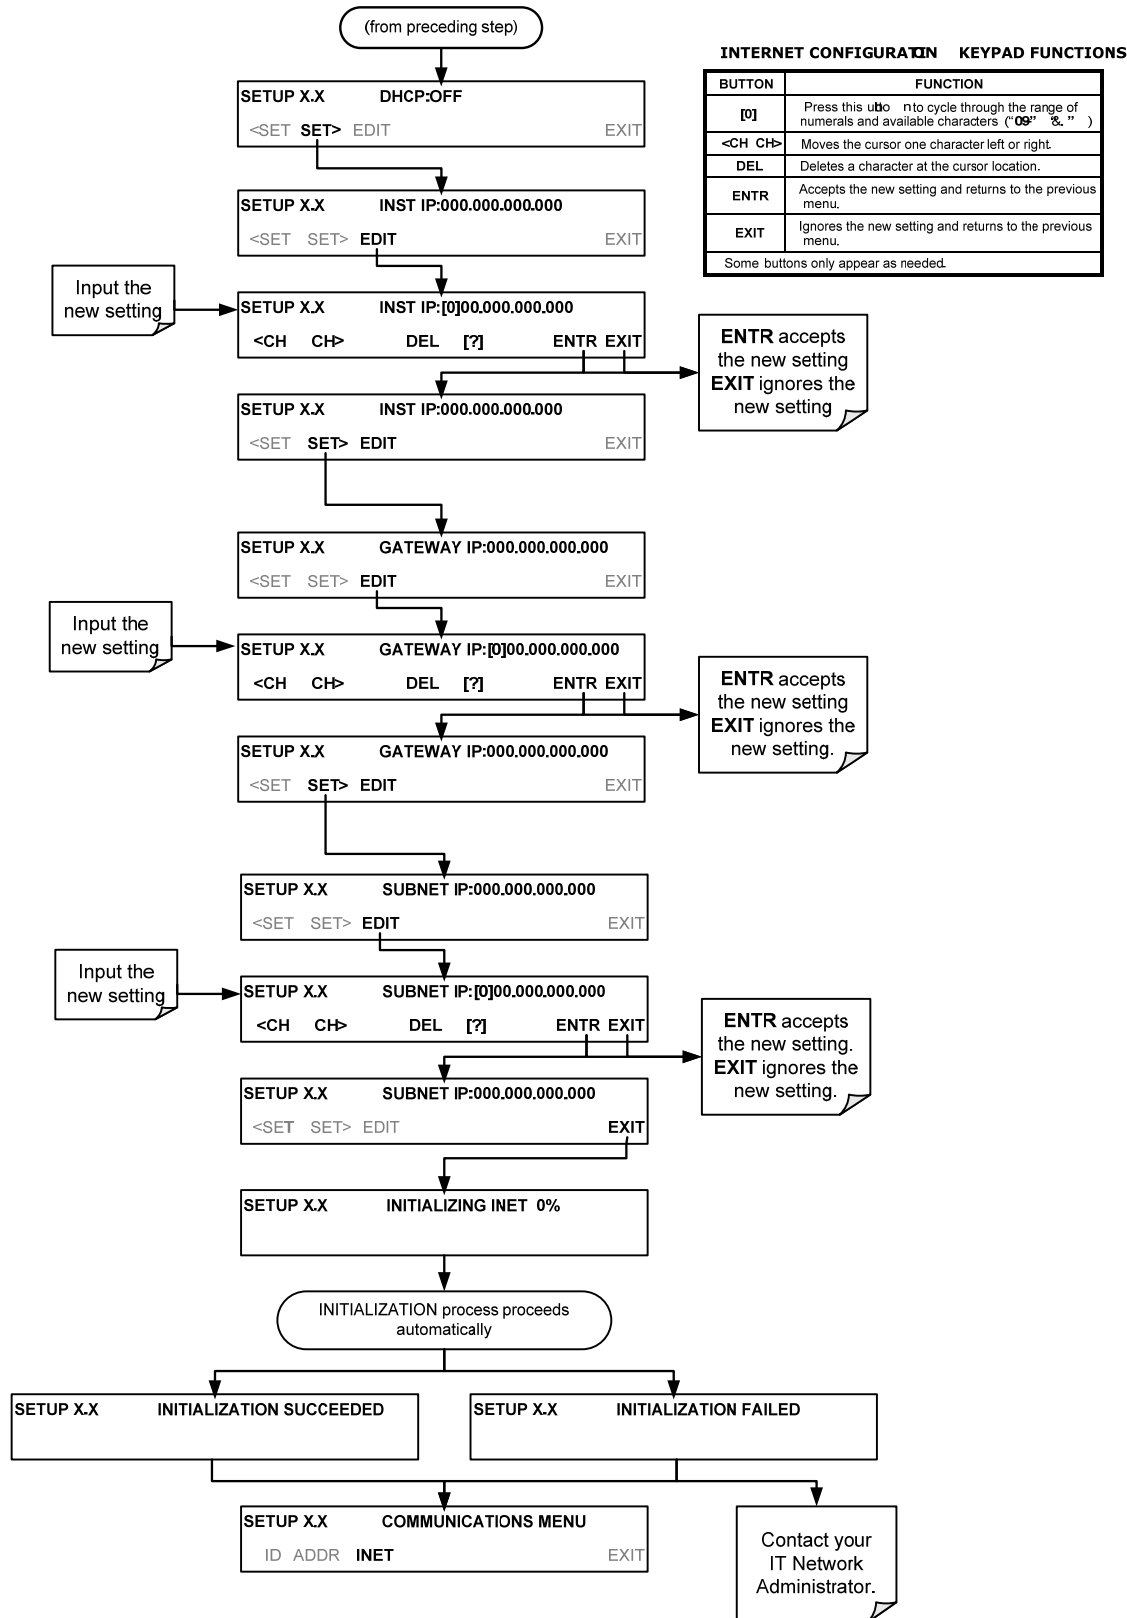 (from preceding step)
INTERNET CONFIGURATION KEYPAD FUNCTIONS
BUTTON FUNCTION
[0] Press this button to cycle through the range of
numerals and available characters ("0-9" & ".")
<CH CH> Moves the cursor one character left or right.
DEL Deletes a character at the cursor location.
ENTR Accepts the new setting and returns to the previous
menu.
EXIT Ignores the new setting and returns to the previous
menu.
Some buttons only appear as needed.
SETUP X.X DHCP:OFF
<SET SET> EDIT
SETUP X.X INST IP:000.000.000.000
<SET SET> EDIT EXIT
Input the
new setting
SETUP X.X INST IP:[0]00.000.000.000
<CH CH> DEL [?] ENTR EXIT
ENTR accepts
the new setting
EXIT ignores the
new setting
SETUP X.X INST IP:000.000.000.000
<SET SET> EDIT EXIT
SETUP X.X GATEWAY IP:000.000.000.000
<SET SET> EDIT EXIT
Input the
new setting
SETUP X.X GATEWAY IP:[0]00.000.000.000
<CH CH> DEL [?] ENTR EXIT
ENTR accepts
the new setting
EXIT ignores the
new setting.
SETUP X.X GATEWAY IP:000.000.000.000
<SET SET> EDIT EXIT
SETUP X.X SUBNET IP:000.000.000.000
<SET SET> EDIT EXIT
Input the
new setting
SETUP X.X SUBNET IP:[0]00.000.000.000
<CH CH> DEL [?] ENTR EXIT
ENTR accepts
the new setting.
EXIT ignores the
new setting.
SETUP X.X SUBNET IP:000.000.000.000
<SET SET> EDIT EXIT
SETUP X.X INITIALIZING INET 0%
INITIALIZATION process proceeds
automatically
SETUP X.X INITIALIZATION SUCCEEDED
SETUP X.X INITIALIZATION FAILED
SETUP X.X COMMUNICATIONS MENU
ID ADDR INET EXIT
Contact your
IT Network
Administrator.